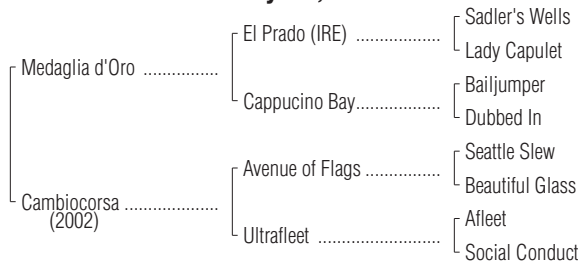 Sadler's Wells
El Prado (IRE) ..................
Lady Capulet
Medaglia d'Oro ................
Bailjumper
Cappucino Bay..................
Dubbed In
Seattle Slew
Avenue of Flags ................
Beautiful Glass
Cambiocorsa ....................
(2002)
Afleet
Ultrafleet ..........................
Social Conduct